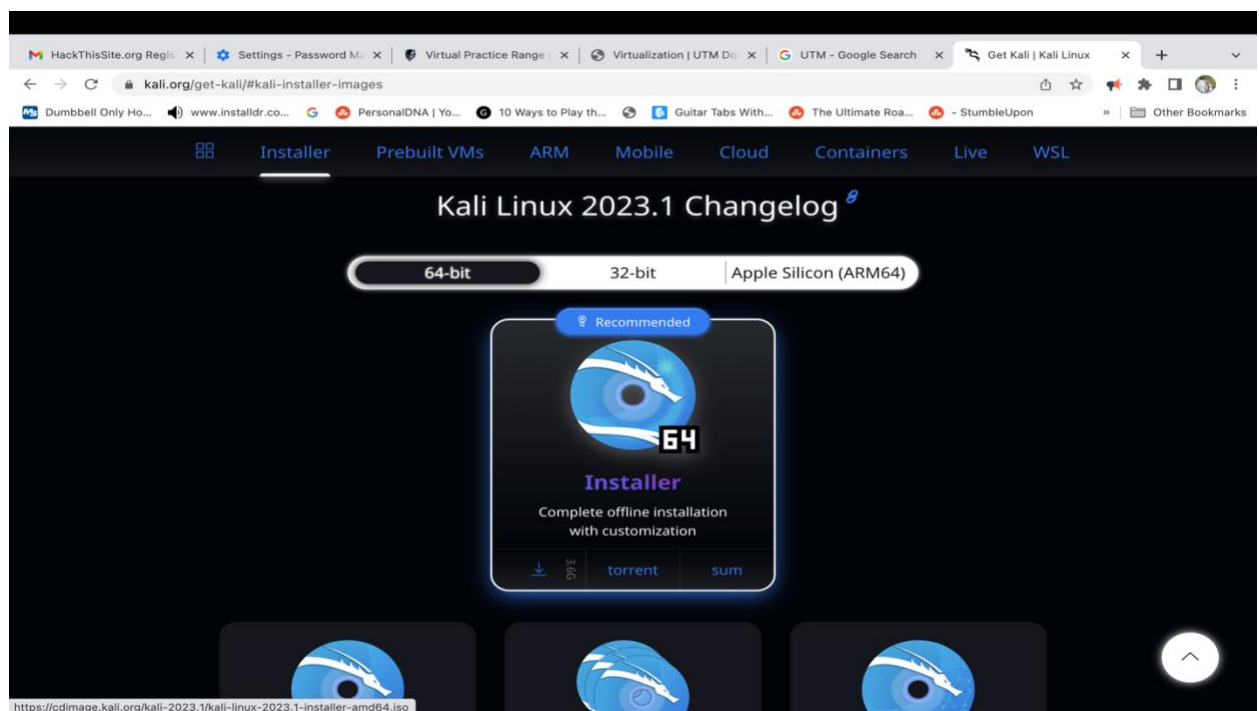 HackThisSite.org Regis
Settings - Password Ma
Virtual Practice Range |
Virtualization | UTM Do
UTM - Google Search
Get Kali | Kali Linux
kali.org/get-kali/#kali-installer-images
Dumbbell Only Ho...
www.installdr.co...
PersonalDNA | Yo...
10 Ways to Play th...
Guitar Tabs With...
The Ultimate Roa...
- StumbleUpon
»
Other Bookmarks
Installer
Prebuilt VMs
ARM
Mobile
Cloud
Containers
Live
WSL
Kali Linux 2023.1 Changelog
64-bit
32-bit
Apple Silicon (ARM64)
Recommended
64
Installer
Complete offline installation
with customization
3.6G
torrent
sum
https://cdimage.kali.org/kali-2023.1/kali-linux-2023.1-installer-amd64.iso